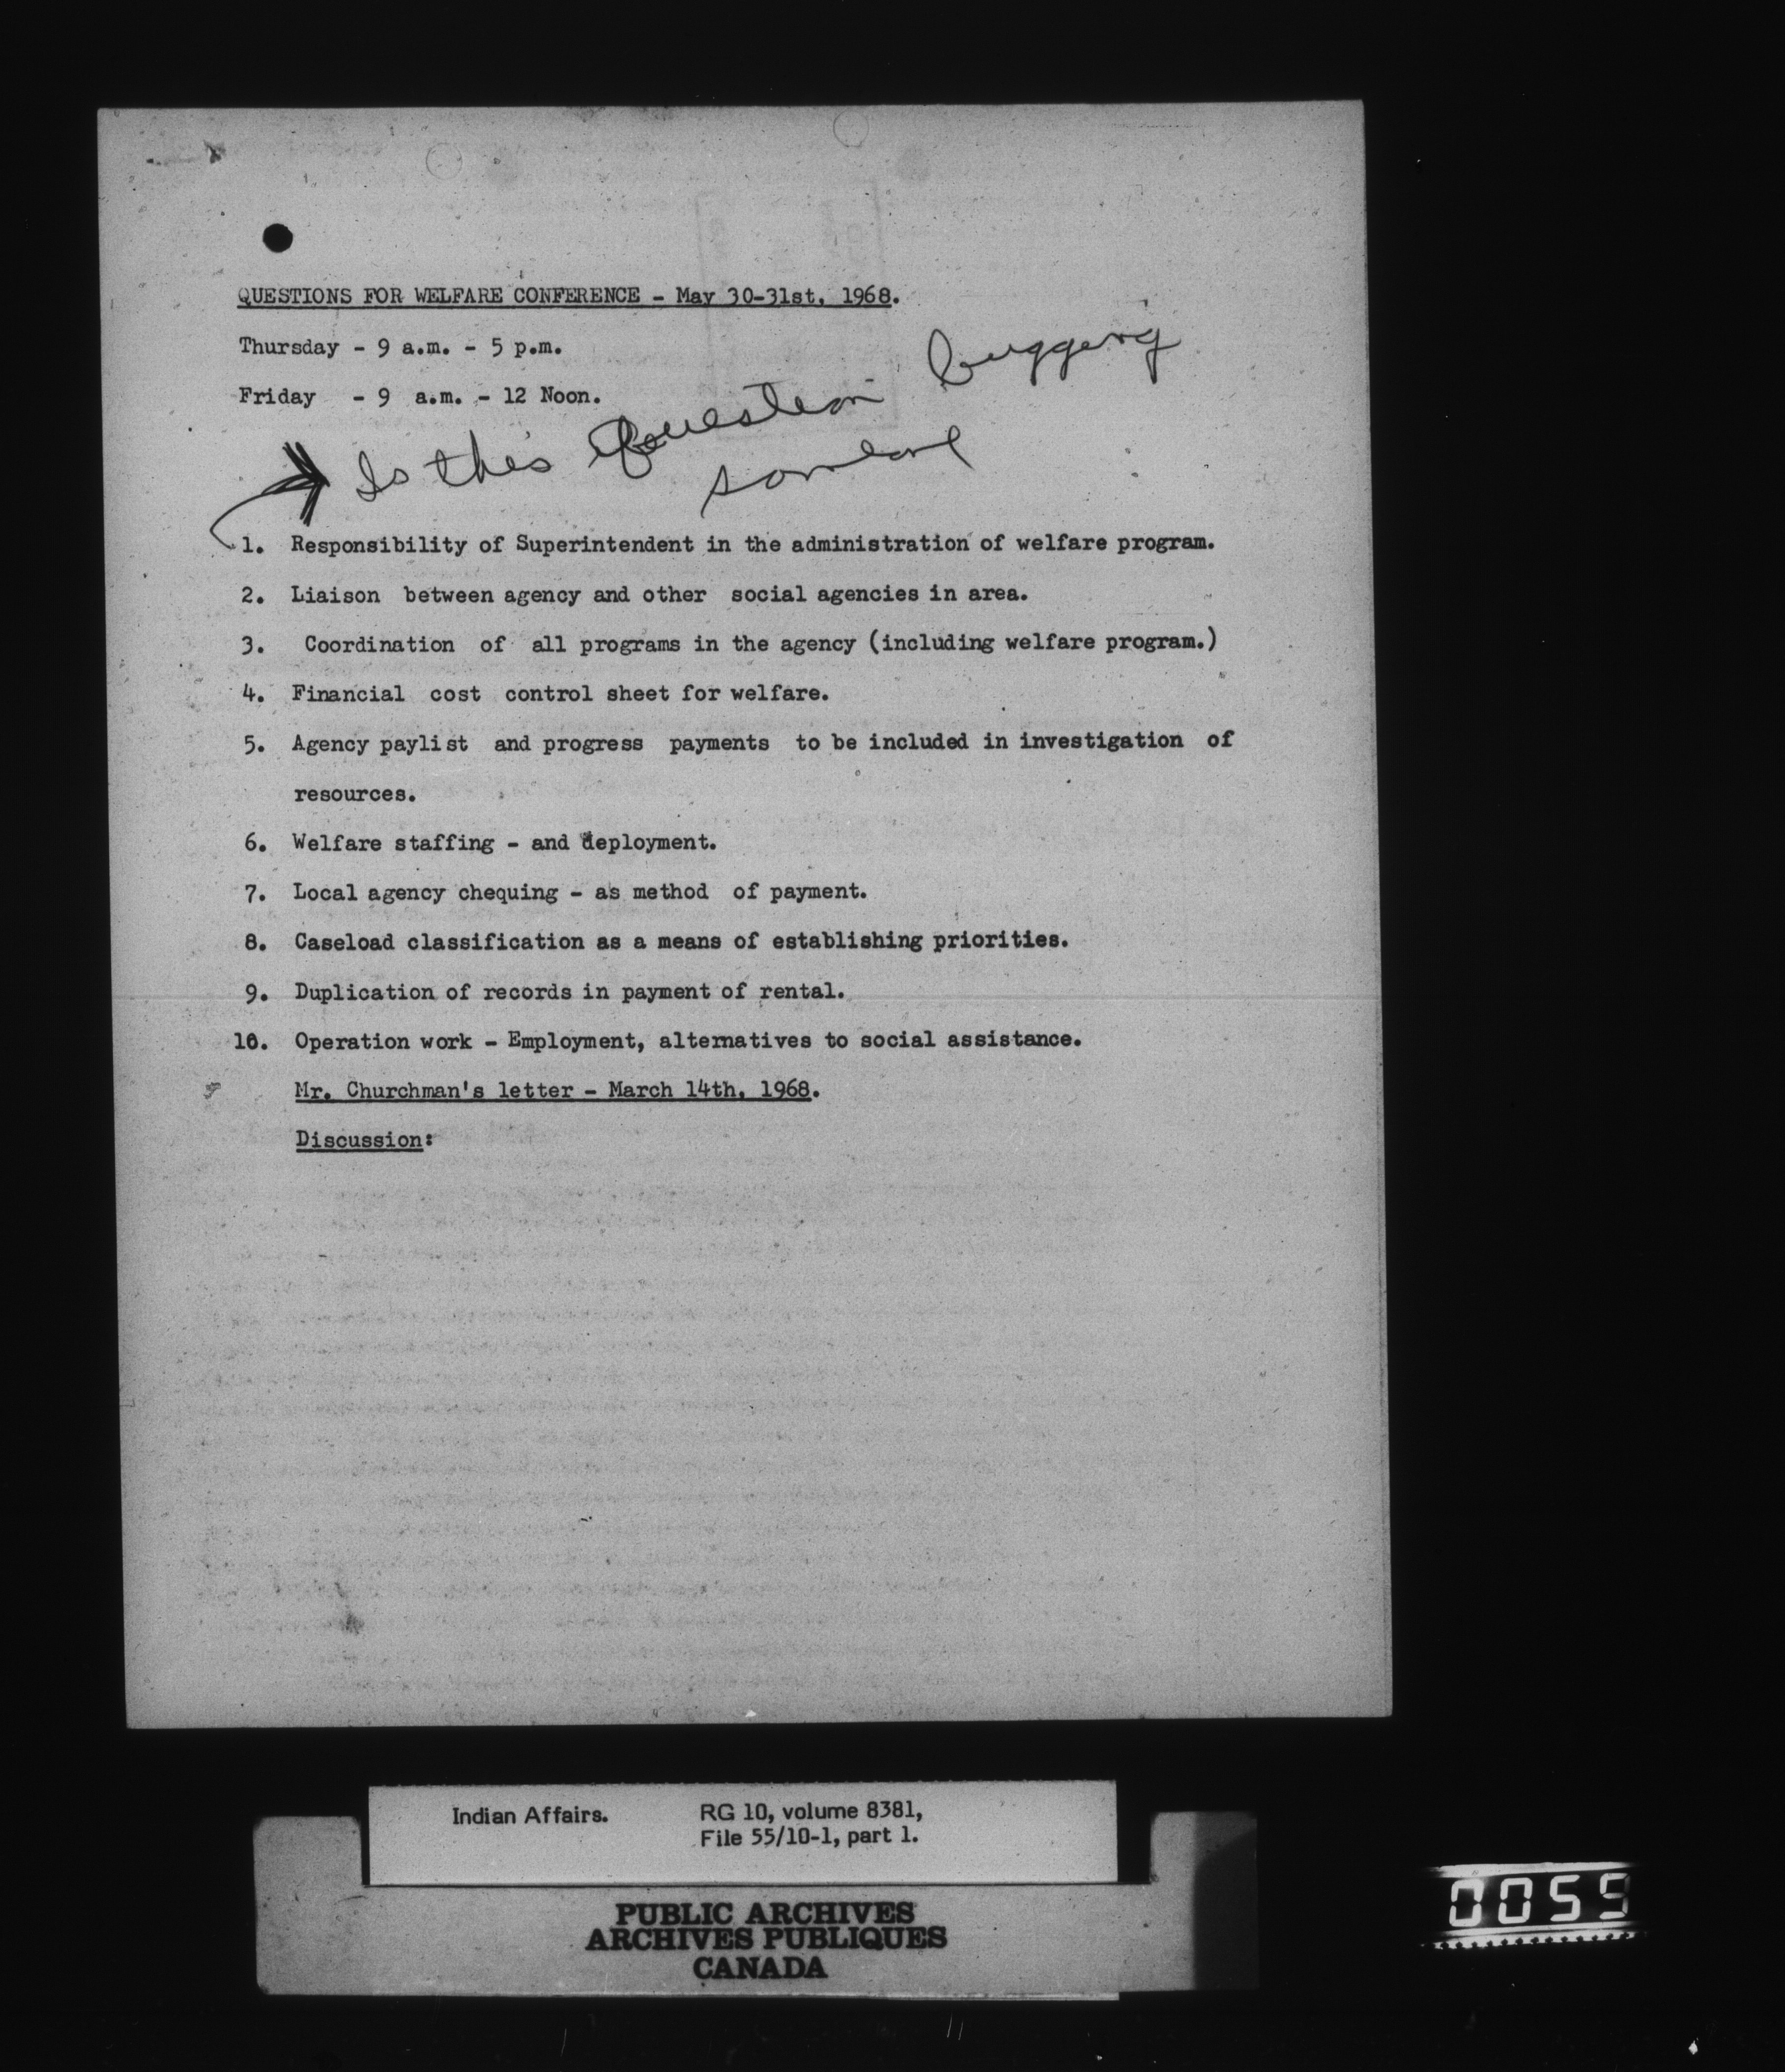 QUESTIONS FOR WELFARE CONFERENCE - May 30-31st, 1968.
Thursday - 9 a.m. - 5 p.m.
Friday - 9 a.m. - 12 Noon.
Is this Question bugging
someone
1. Responsibility of Superintendent in the administration of welfare program.
2. Liaison between agency and other social agencies in area.
3. Coordination of all programs in the agency (including welfare program.)
4. Financial cost control sheet for welfare.
5. Agency paylist and progress payments to be included in investigation of
resources.
6. Welfare staffing - and deployment.
7. Local agency chequing - as method of payment.
8. Caseload classification as a means of establishing priorities.
9. Duplication of records in payment of rental.
10. Operation work - Employment, alternatives to social assistance.
Mr. Churchman's letter - March 14th, 1968.
Discussion:
Indian Affairs. RG 10, volume 8381,
File 55/10-1, part 1.
PUBLIC ARCHIVES
ARCHIVES PUBLIQUES
CANADA
0055